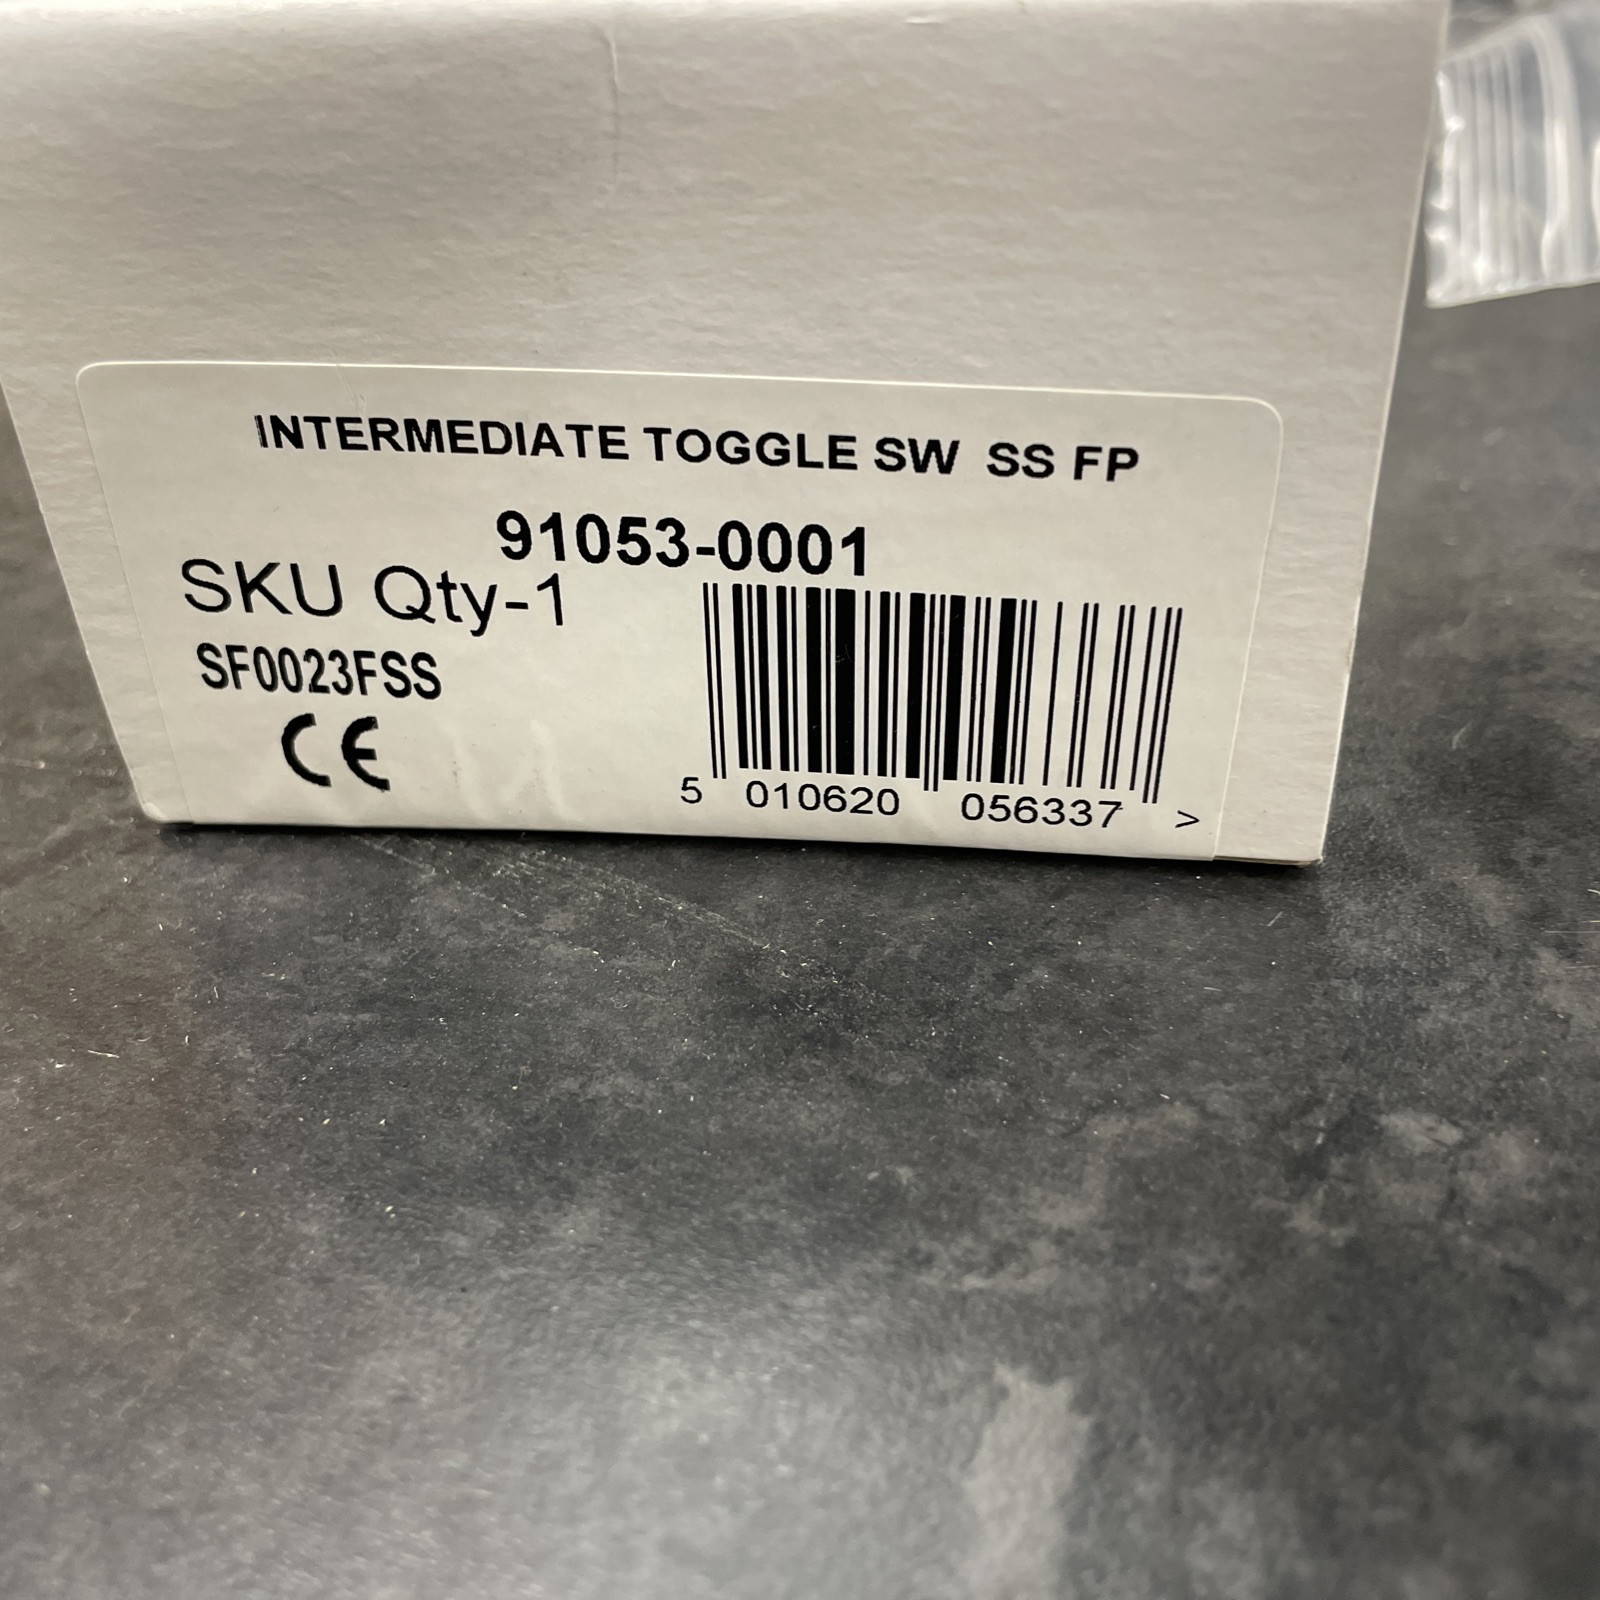 INTERMEDIATE TOGGLE SW SS FP
91053-0001
SKU Qty-1
SF0023FSS
CE
5 010620 056337 >